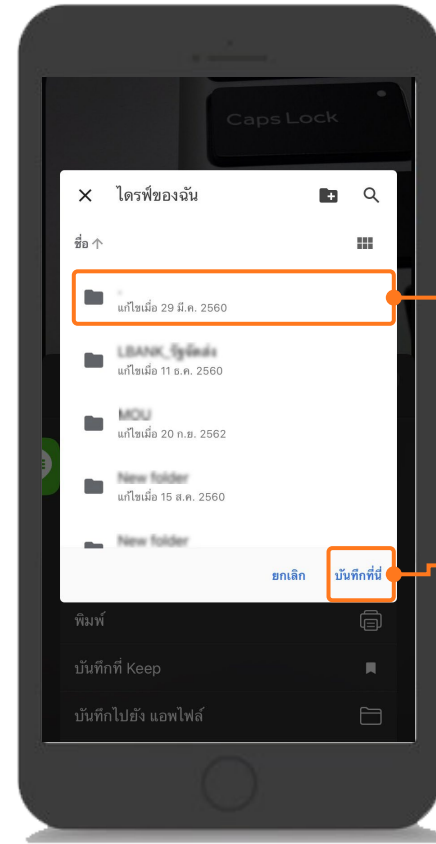 Caps Lock
ไดรฟ์ของฉัน
ชื่อ
แก้ไขเมื่อ 29 มี.ค. 2560
แก้ไขเมื่อ 11 ธ.ค. 2560
MOU
แก้ไขเมื่อ 20 ก.ย. 2562
New folder
แก้ไขเมื่อ 15 ส.ค. 2560
New folder
ยกเลิก บันทึกที่นี่
พิมพ์
บันทึกที่ Keep
บันทึกไปยัง แอพไฟล์